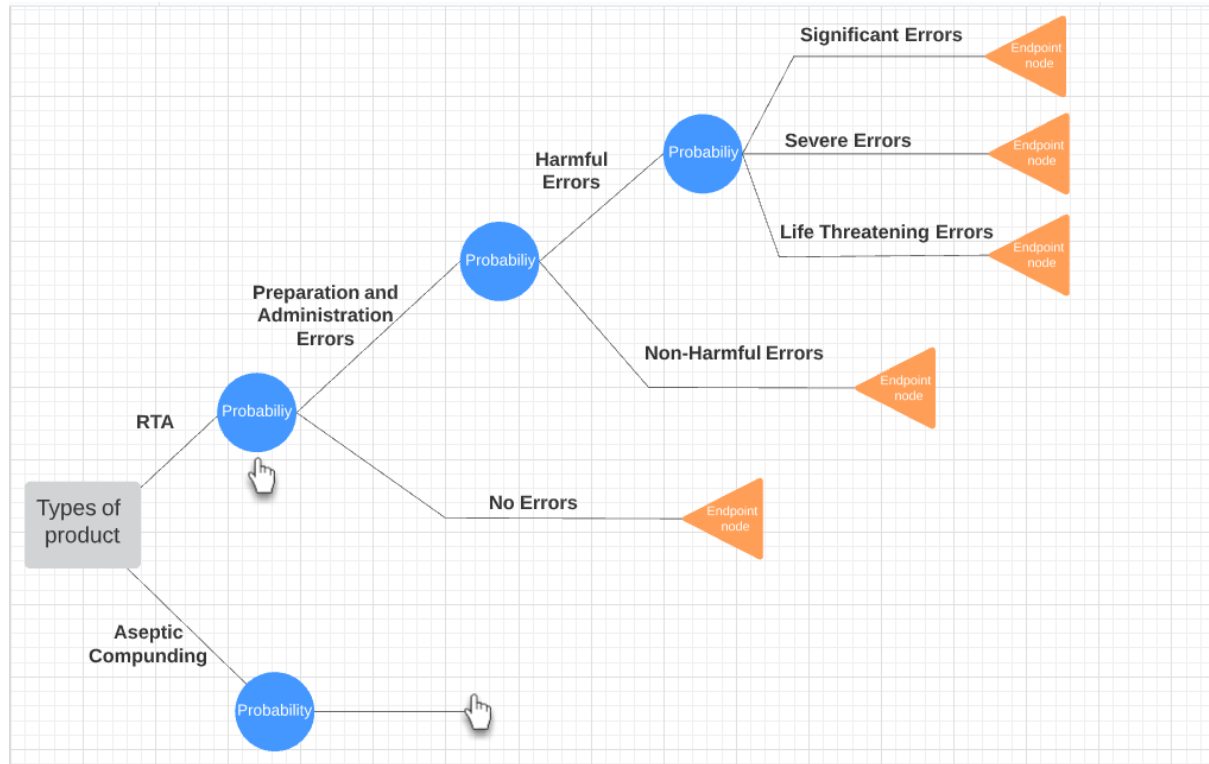 Significant Errors
Endpoint
node
Probabiliy
Severe Errors
Endpoint
node
Harmful
Errors
Life Threatening Errors
Endpoint
node
Probabiliy
Preparation and
Administration
Errors
Non-Harmful Errors
Endpoint
node
RTA
Probabiliy
Types of
product
No Errors
Endpoint
node
Aseptic
Compunding
Probability